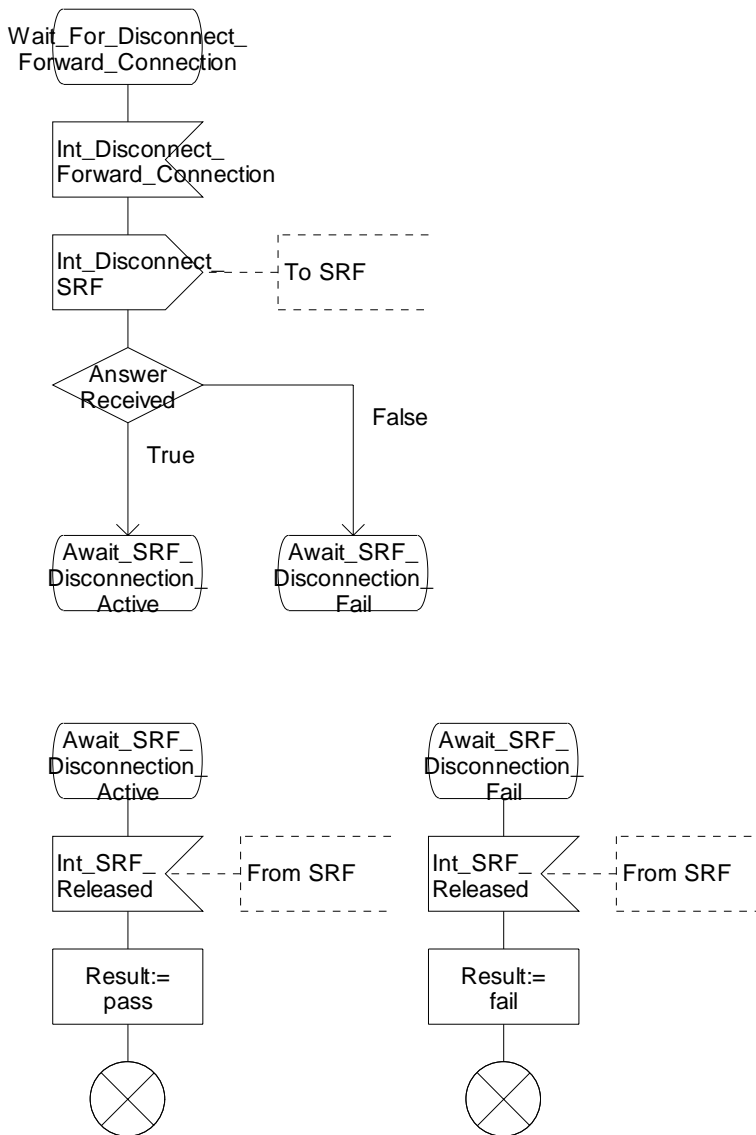 Wait_For_Disconnect_
Forward_Connection
Int_Disconnect_
Forward_Connection
Int_Disconnect_
SRF
To SRF
Answer
Received
False
True
Await_SRF_
Disconnection_
Active
Await_SRF_
Disconnection_
Fail
Await_SRF_
Disconnection_
Active
Await_SRF_
Disconnection_
Fail
Int_SRF_
Released
From SRF
Int_SRF_
Released
From SRF
Result:=
pass
Result:=
fail